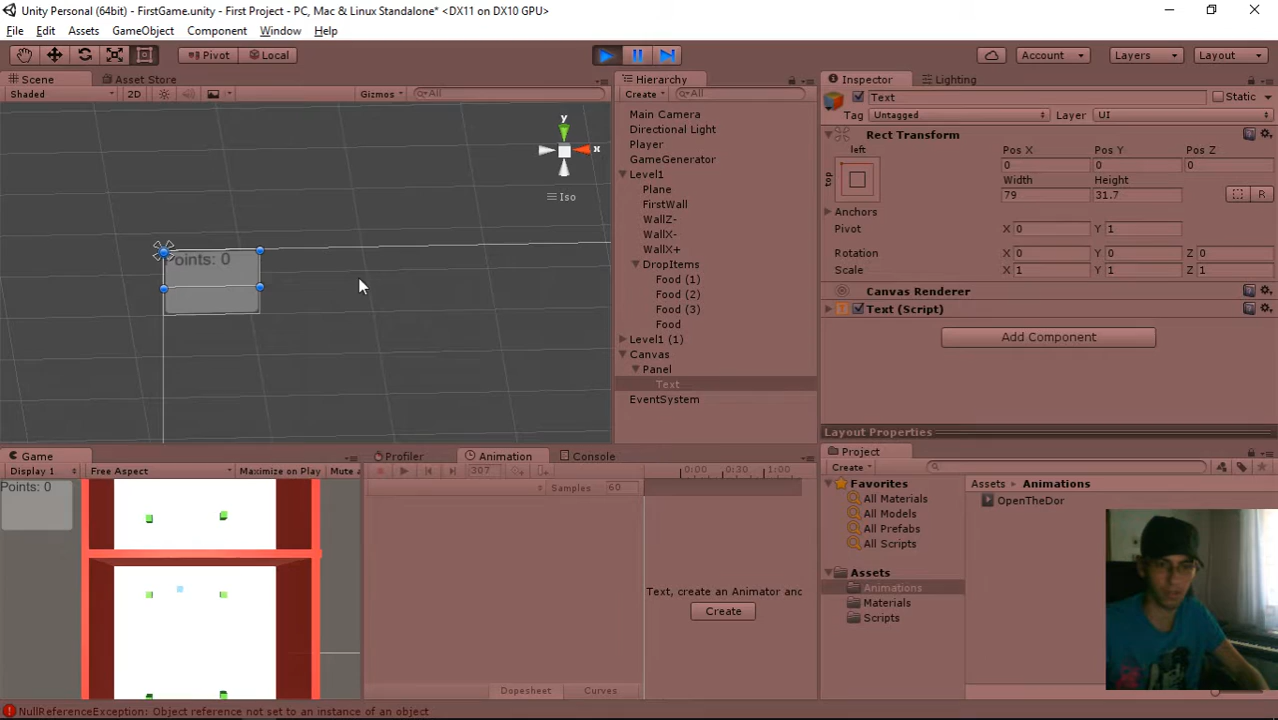 Unity Personal (64bit) - FirstGame.unity - First Project - PC, Mac & Linux Standalone* <DX11 on DX10 GPU>
File Edit Assets GameObject Component Window Help
Pivot Local Account Layers Layout
Scene Asset Store
Shaded 2D Gizmos All
y
x
Iso
Points: 0
Hierarchy
Create All
Main Camera
Directional Light
Player
GameGenerator
Level1
Plane
FirstWall
WallZ-
WallX-
WallX+
DropItems
Food (1)
Food (2)
Food (3)
Food
Level1 (1)
Canvas
Panel
Text
EventSystem
Inspector Lighting
Text Static
Tag Untagged Layer UI
Rect Transform
left Pos X Pos Y Pos Z
top 0 0 0
Width Height
79 31.7 R
Anchors
Pivot X 0 Y 1
Rotation X 0 Y 0 Z 0
Scale X 1 Y 1 Z 1
Canvas Renderer
Text (Script)
Add Component
Layout Properties
Game
Display 1 Free Aspect Maximize on Play Mute a
Points: 0
Profiler Animation Console
307 0:00 0:30 1:00
Samples 60
Text, create an Animator anc
Create
Dopesheet Curves
Project
Create
Favorites
All Materials
All Models
All Prefabs
All Scripts
Assets
Animations
Materials
Scripts
Assets Animations
OpenTheDor
NullReferenceException: Object reference not set to an instance of an object